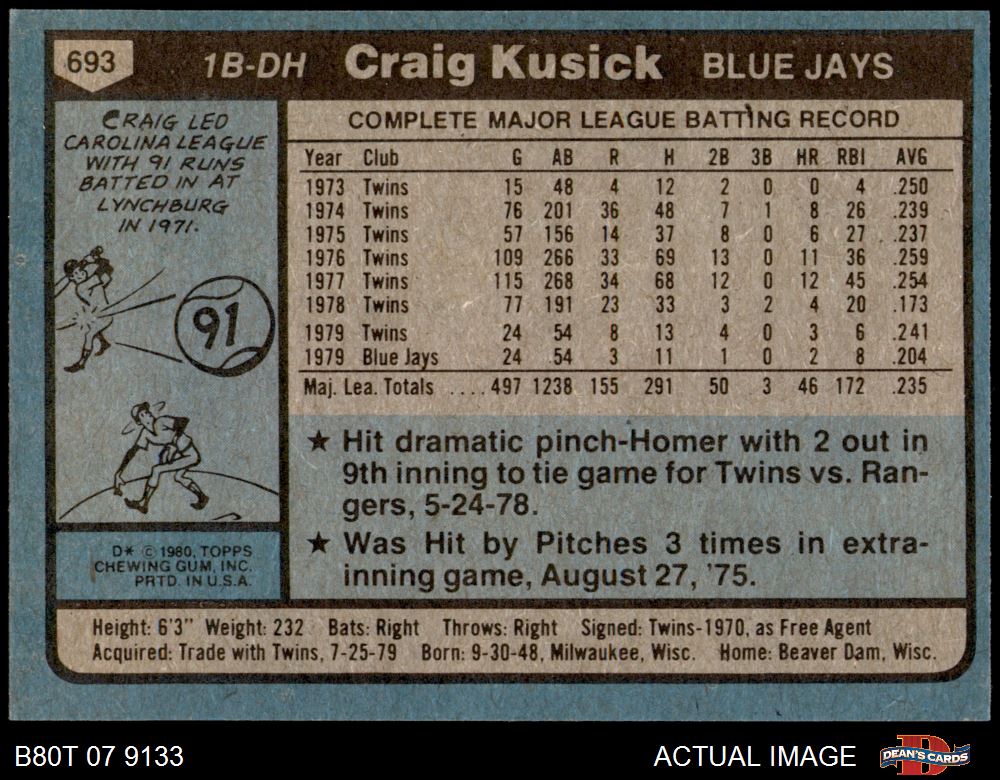 693 1B-DH Craig Kusick BLUE JAYS
CRAIG LED
CAROLINA LEAGUE
WITH 91 RUNS
BATTED IN AT
LYNCHBURG
IN 1971.
91
D* © 1980, TOPPS
CHEWING GUM, INC.
PRTD. IN U.S.A.
COMPLETE MAJOR LEAGUE BATTING RECORD
Year Club G AB R H 2B 3B HR RBI AVG
1973 Twins 15 48 4 12 2 0 0 4 .250
1974 Twins 76 201 36 48 7 1 8 26 .239
1975 Twins 57 156 14 37 8 0 6 27 .237
1976 Twins 109 266 33 69 13 0 11 36 .259
1977 Twins 115 268 34 68 12 0 12 45 .254
1978 Twins 77 191 23 33 3 2 4 20 .173
1979 Twins 24 54 8 13 4 0 3 6 .241
1979 Blue Jays 24 54 3 11 1 0 2 8 .204
Maj. Lea. Totals ....497 1238 155 291 50 3 46 172 .235
★ Hit dramatic pinch-Homer with 2 out in
9th inning to tie game for Twins vs. Ran-
gers, 5-24-78.
★ Was Hit by Pitches 3 times in extra-
inning game, August 27, '75.
Height: 6'3" Weight: 232 Bats: Right Throws: Right Signed: Twins-1970, as Free Agent
Acquired: Trade with Twins, 7-25-79 Born: 9-30-48, Milwaukee, Wisc. Home: Beaver Dam, Wisc.
B80T 07 9133 ACTUAL IMAGE D DEAN'S CARDS